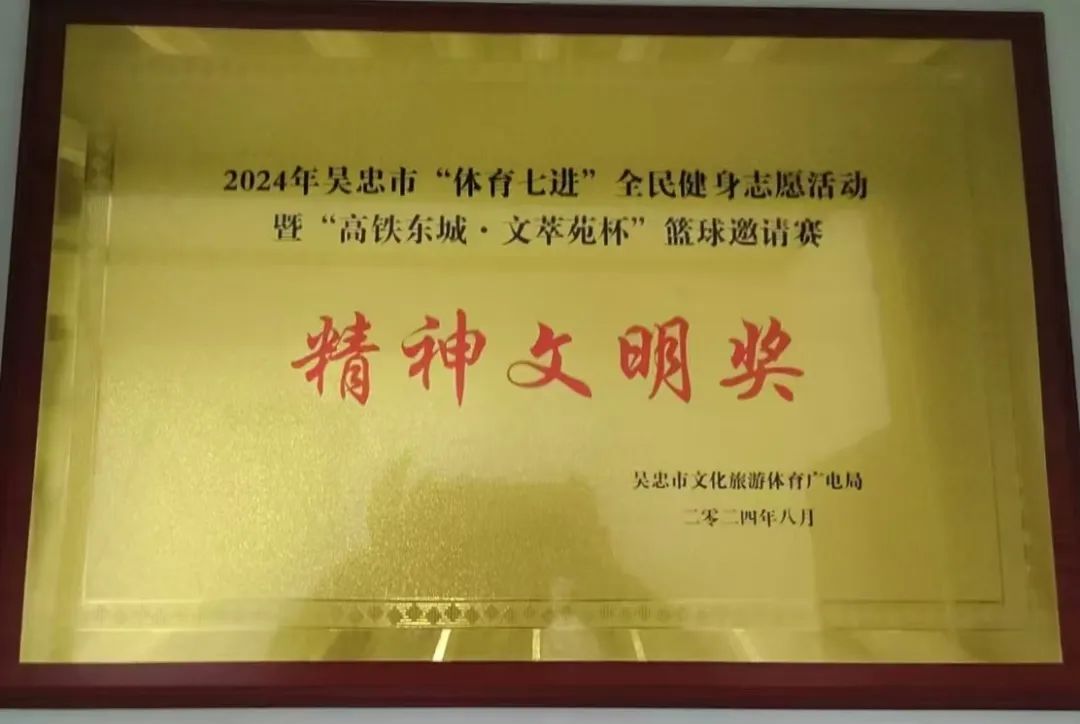 2024年吴忠市“体育七进”全民健身志愿活动
暨“高铁东城·文萃苑杯”篮球邀请赛
精神文明奖
吴忠市文化旅游体育广电局
二零二四年八月